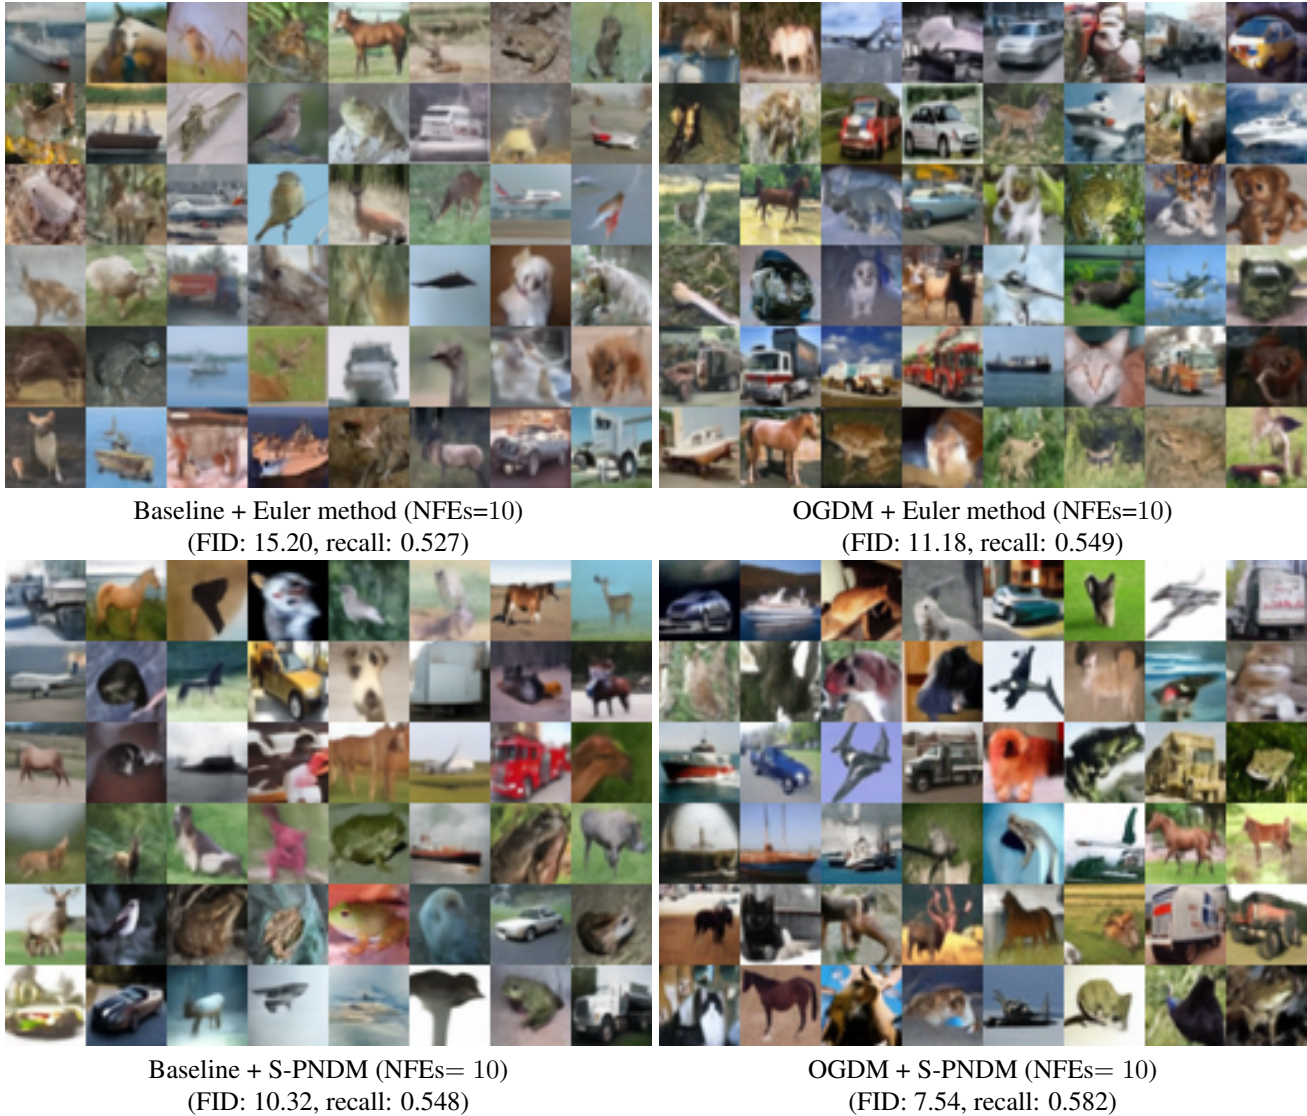 Baseline + Euler method (NFEs=10)
(FID: 15.20, recall: 0.527)
OGDM + Euler method (NFEs=10)
(FID: 11.18, recall: 0.549)
Baseline + S-PNDM (NFEs= 10)
(FID: 10.32, recall: 0.548)
OGDM + S-PNDM (NFEs= 10)
(FID: 7.54, recall: 0.582)